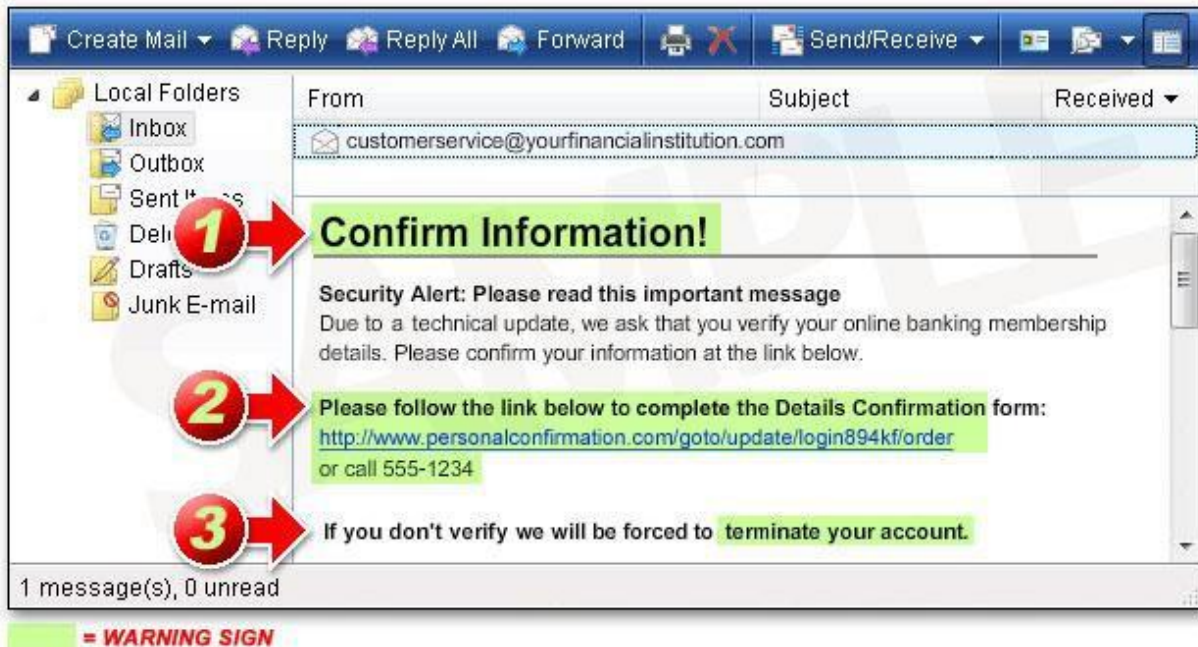 Create Mail Reply Reply All Forward Send/Receive
Local Folders
Inbox
Outbox
Sent
Drafts
Junk E-mail
From Subject Received
customerservice@yourfinancialinstitution.com
1
Confirm Information!
Security Alert: Please read this important message
Due to a technical update, we ask that you verify your online banking membership
details. Please confirm your information at the link below.
2
Please follow the link below to complete the Details Confirmation form:
http://www.personalconfirmation.com/goto/update/login894kf/order
or call 555-1234
3
If you don't verify we will be forced to terminate your account.
1 message(s), 0 unread
= WARNING SIGN
SAMPLE